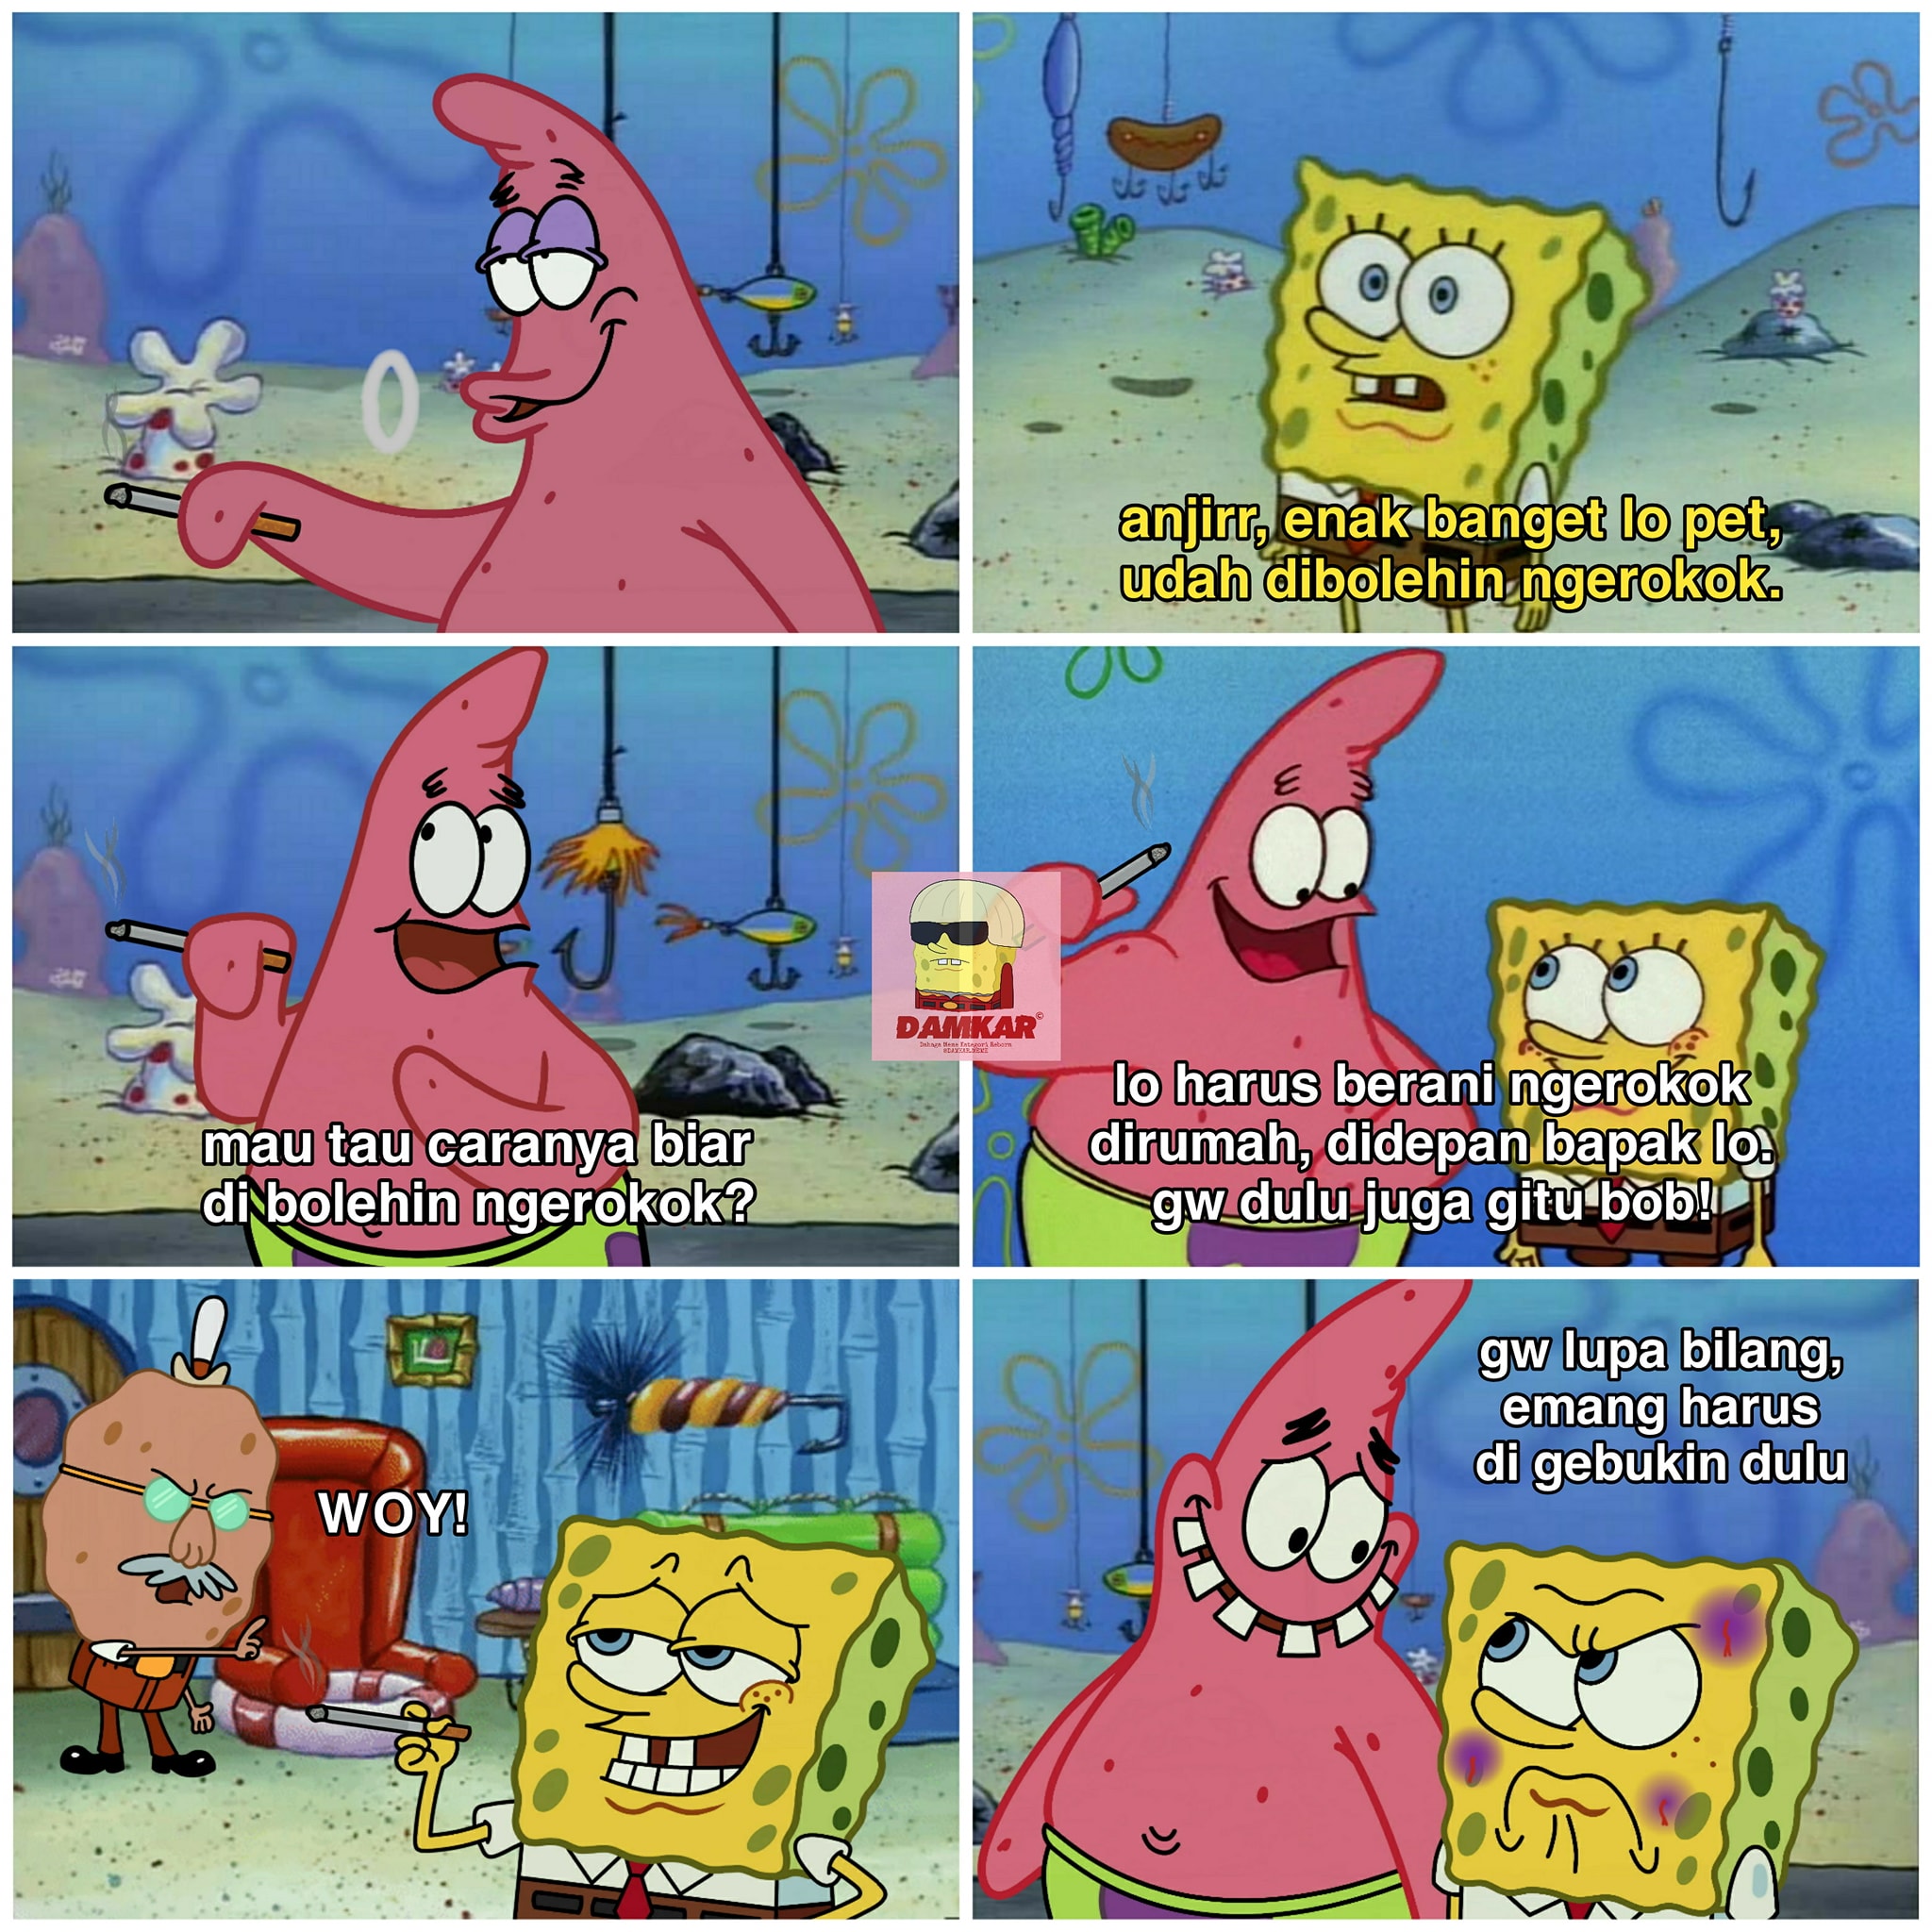 anjirr, enak banget lo pet,
udah dibolehin ngerokok.
mau tau caranya biar
di bolehin ngerokok?
lo harus berani ngerokok
dirumah, didepan bapak lo.
gw dulu juga gitu bob!
DAMKAR©
WOY!
gw lupa bilang,
emang harus
di gebukin dulu